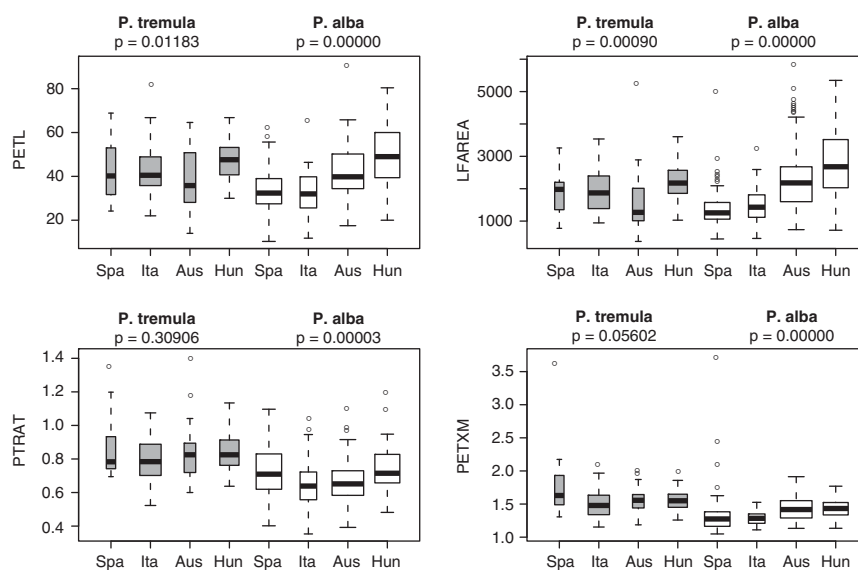 P. tremula P. alba
p = 0.01183 p = 0.00000
PETL
80
60
40
20
Spa Ita Aus Hun Spa Ita Aus Hun
P. tremula P. alba
p = 0.00090 p = 0.00000
LFAREA
5000
3000
1000
Spa Ita Aus Hun Spa Ita Aus Hun
P. tremula P. alba
p = 0.30906 p = 0.00003
PTRAT
1.4
1.2
1.0
0.8
0.6
0.4
Spa Ita Aus Hun Spa Ita Aus Hun
P. tremula P. alba
p = 0.05602 p = 0.00000
PETXM
3.5
3.0
2.5
2.0
1.5
1.0
Spa Ita Aus Hun Spa Ita Aus Hun